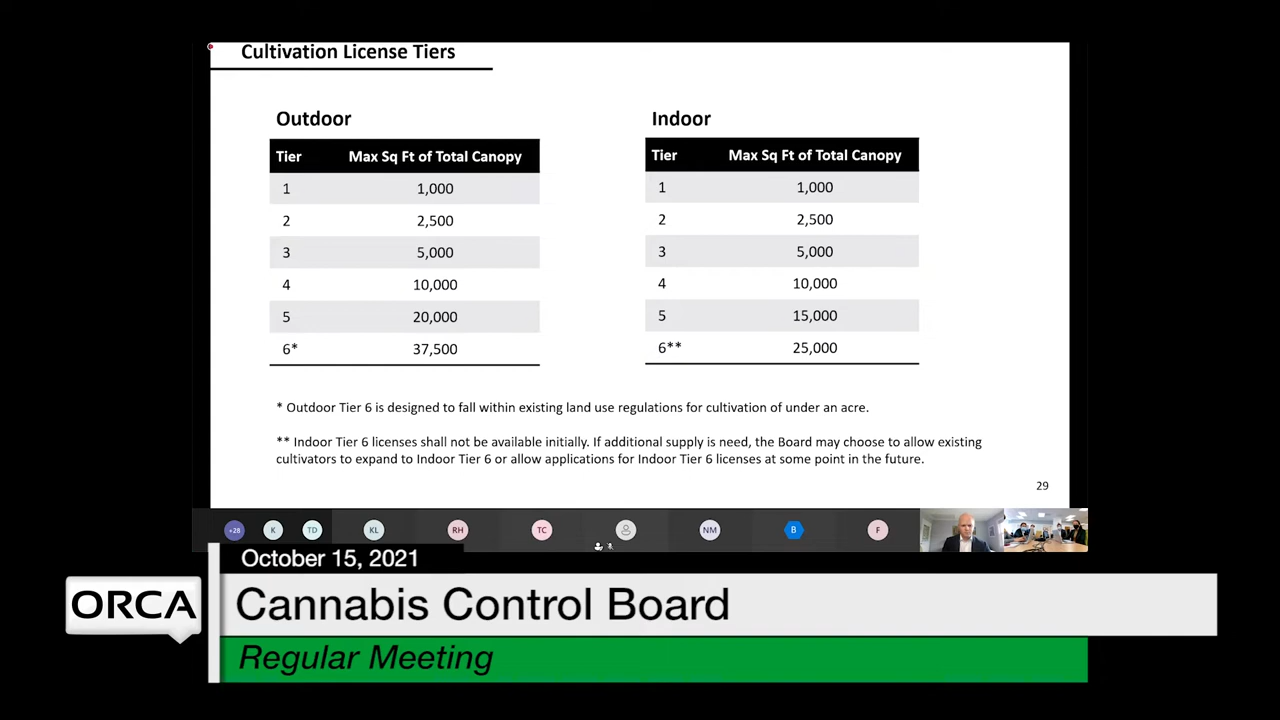 Cultivation License Tiers
Outdoor
Tier Max Sq Ft of Total Canopy
1 1,000
2 2,500
3 5,000
4 10,000
5 20,000
6* 37,500
Indoor
Tier Max Sq Ft of Total Canopy
1 1,000
2 2,500
3 5,000
4 10,000
5 15,000
6** 25,000
* Outdoor Tier 6 is designed to fall within existing land use regulations for cultivation of under an acre.
** Indoor Tier 6 licenses shall not be available initially. If additional supply is need, the Board may choose to allow existing
cultivators to expand to Indoor Tier 6 or allow applications for Indoor Tier 6 licenses at some point in the future.
29
+28 K TD KL RH TC NM B F
October 15, 2021
ORCA
Cannabis Control Board
Regular Meeting